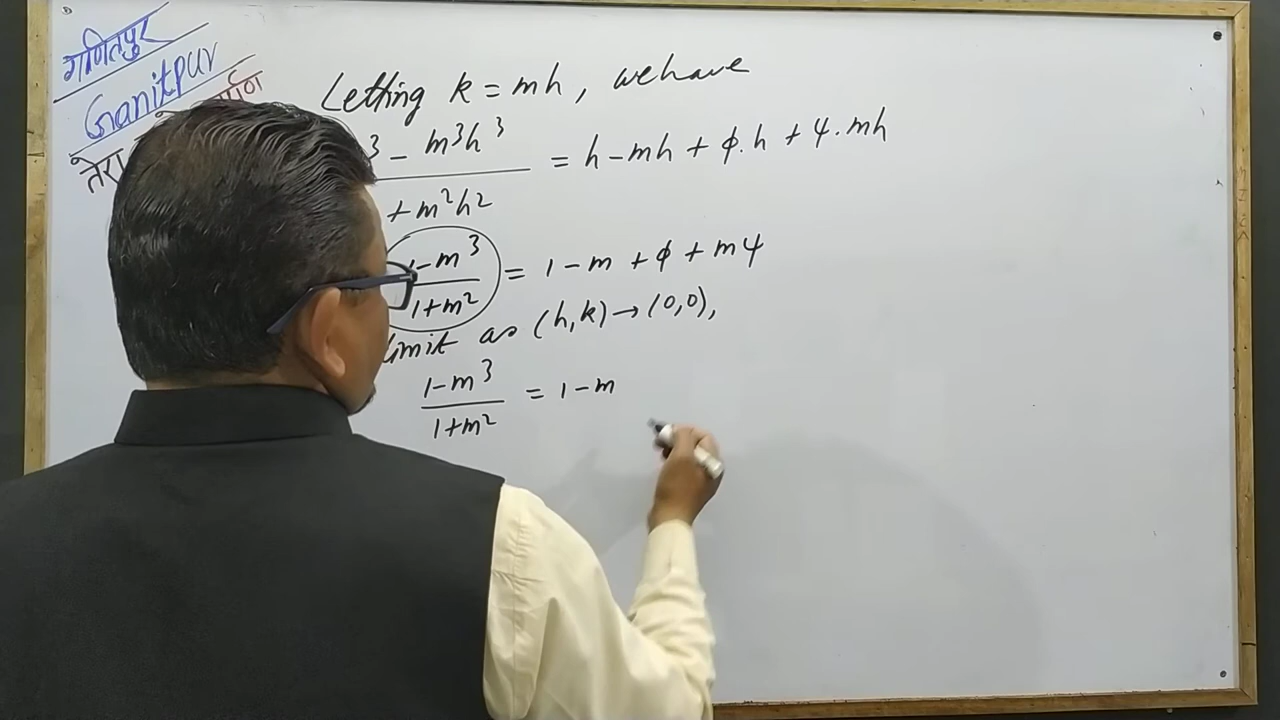 गणितपुर
Ganitpur
तेरा
Letting k = mh, we have
3 - m³h³ = h - mh + ϕ.h + ψ.mh
+ m²h²
1-m³ / 1+m² = 1 - m + ϕ + mψ
limit as (h,k) → (0,0),
1-m³ / 1+m² = 1 - m